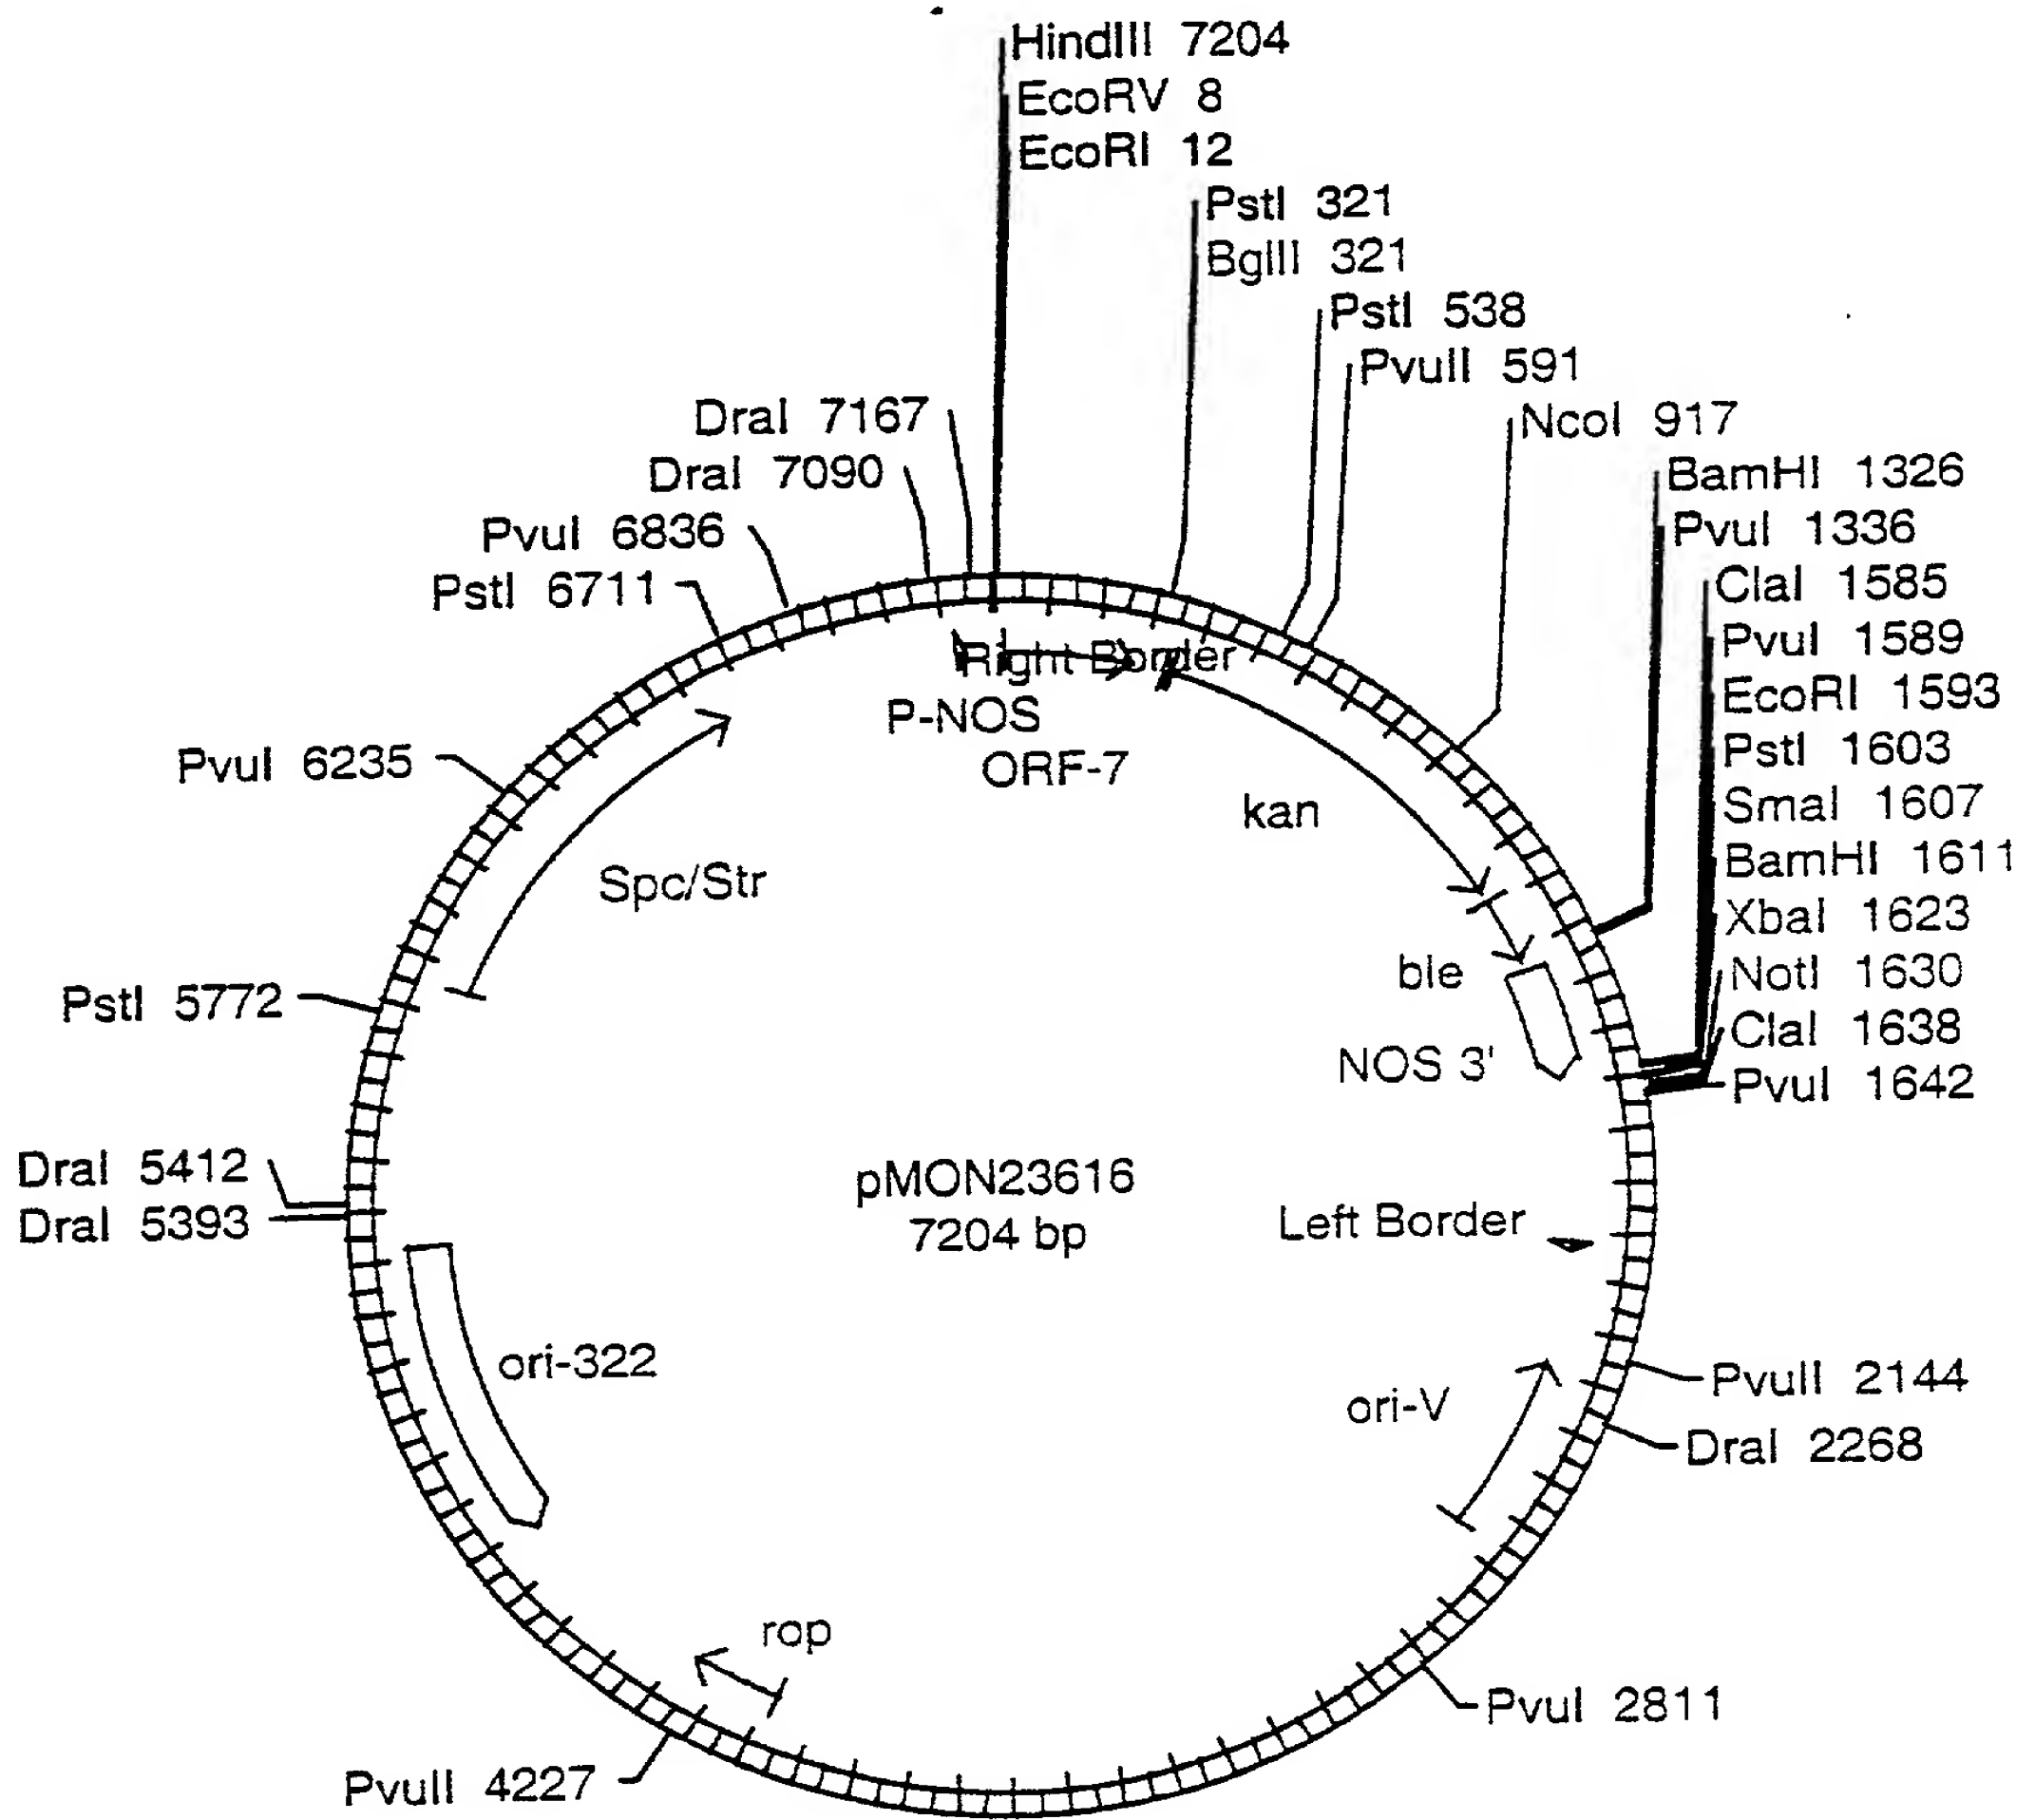 HindIII 7204
EcoRV 8
EcoRI 12
PstI 321
BglII 321
PstI 538
PvuII 591
NcoI 917
BamHI 1326
PvuI 1336
ClaI 1585
PvuI 1589
EcoRI 1593
PstI 1603
SmaI 1607
BamHI 1611
XbaI 1623
NotI 1630
ClaI 1638
PvuI 1642
PvuII 2144
DraI 2268
PvuI 2811
PvuII 4227
DraI 5393
DraI 5412
PstI 5772
PvuI 6235
PstI 6711
PvuI 6836
DraI 7090
DraI 7167
Right Border
P-NOS
ORF-7
kan
ble
NOS 3'
Left Border
ori-V
rop
ori-322
Spc/Str
pMON23616
7204 bp